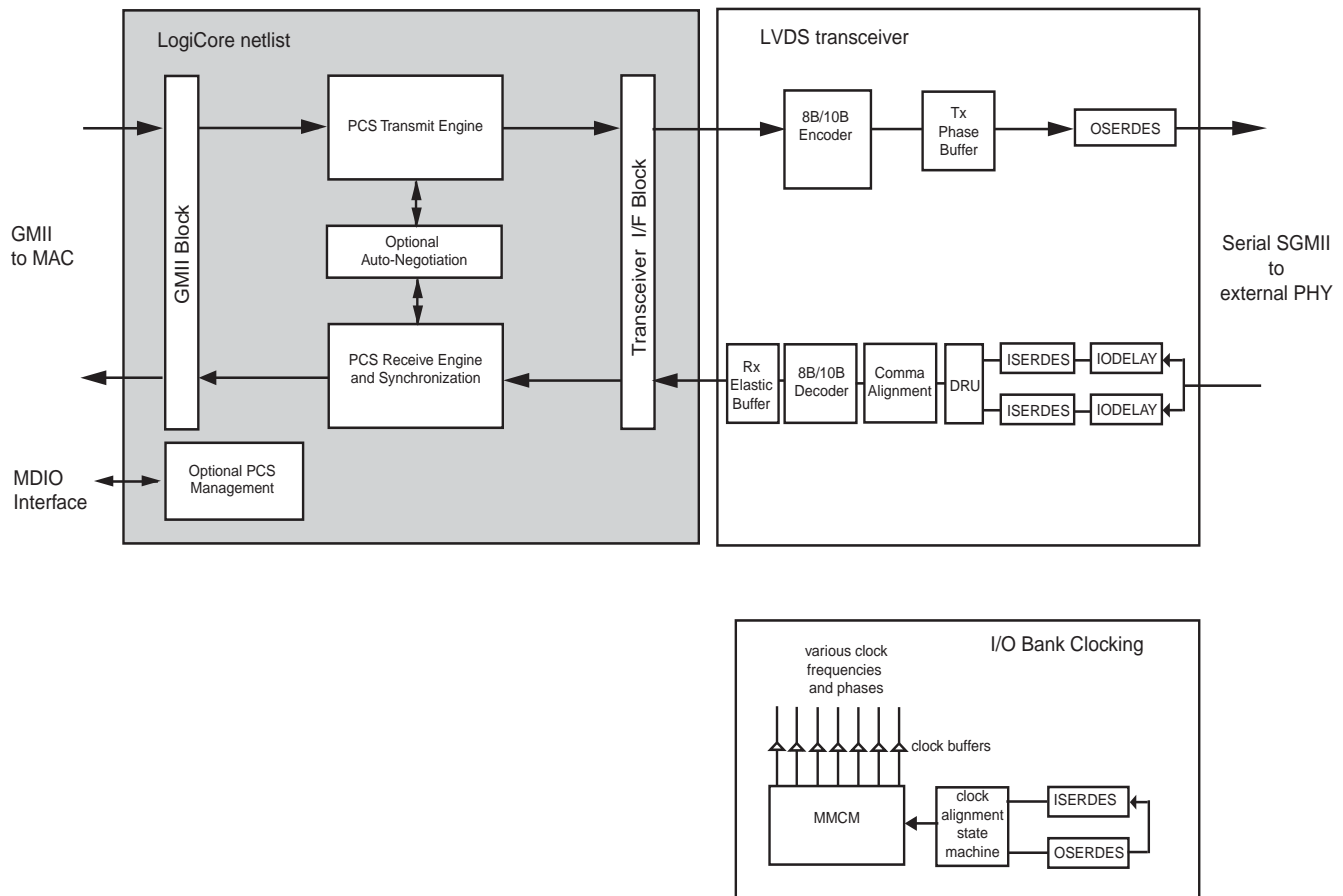 LogiCore netlist
LVDS transceiver
GMII Block
PCS Transmit Engine
Transceiver I/F Block
8B/10B
Encoder
Tx
Phase
Buffer
OSERDES
GMII
to MAC
Optional
Auto-Negotiation
Serial SGMII
to
external PHY
PCS Receive Engine
and Synchronization
Rx
Elastic
Buffer
8B/10B
Decoder
Comma
Alignment
DRU
ISERDES
IODELAY
ISERDES
IODELAY
MDIO
Interface
Optional PCS
Management
I/O Bank Clocking
various clock
frequencies
and phases
clock buffers
MMCM
clock
alignment
state
machine
ISERDES
OSERDES